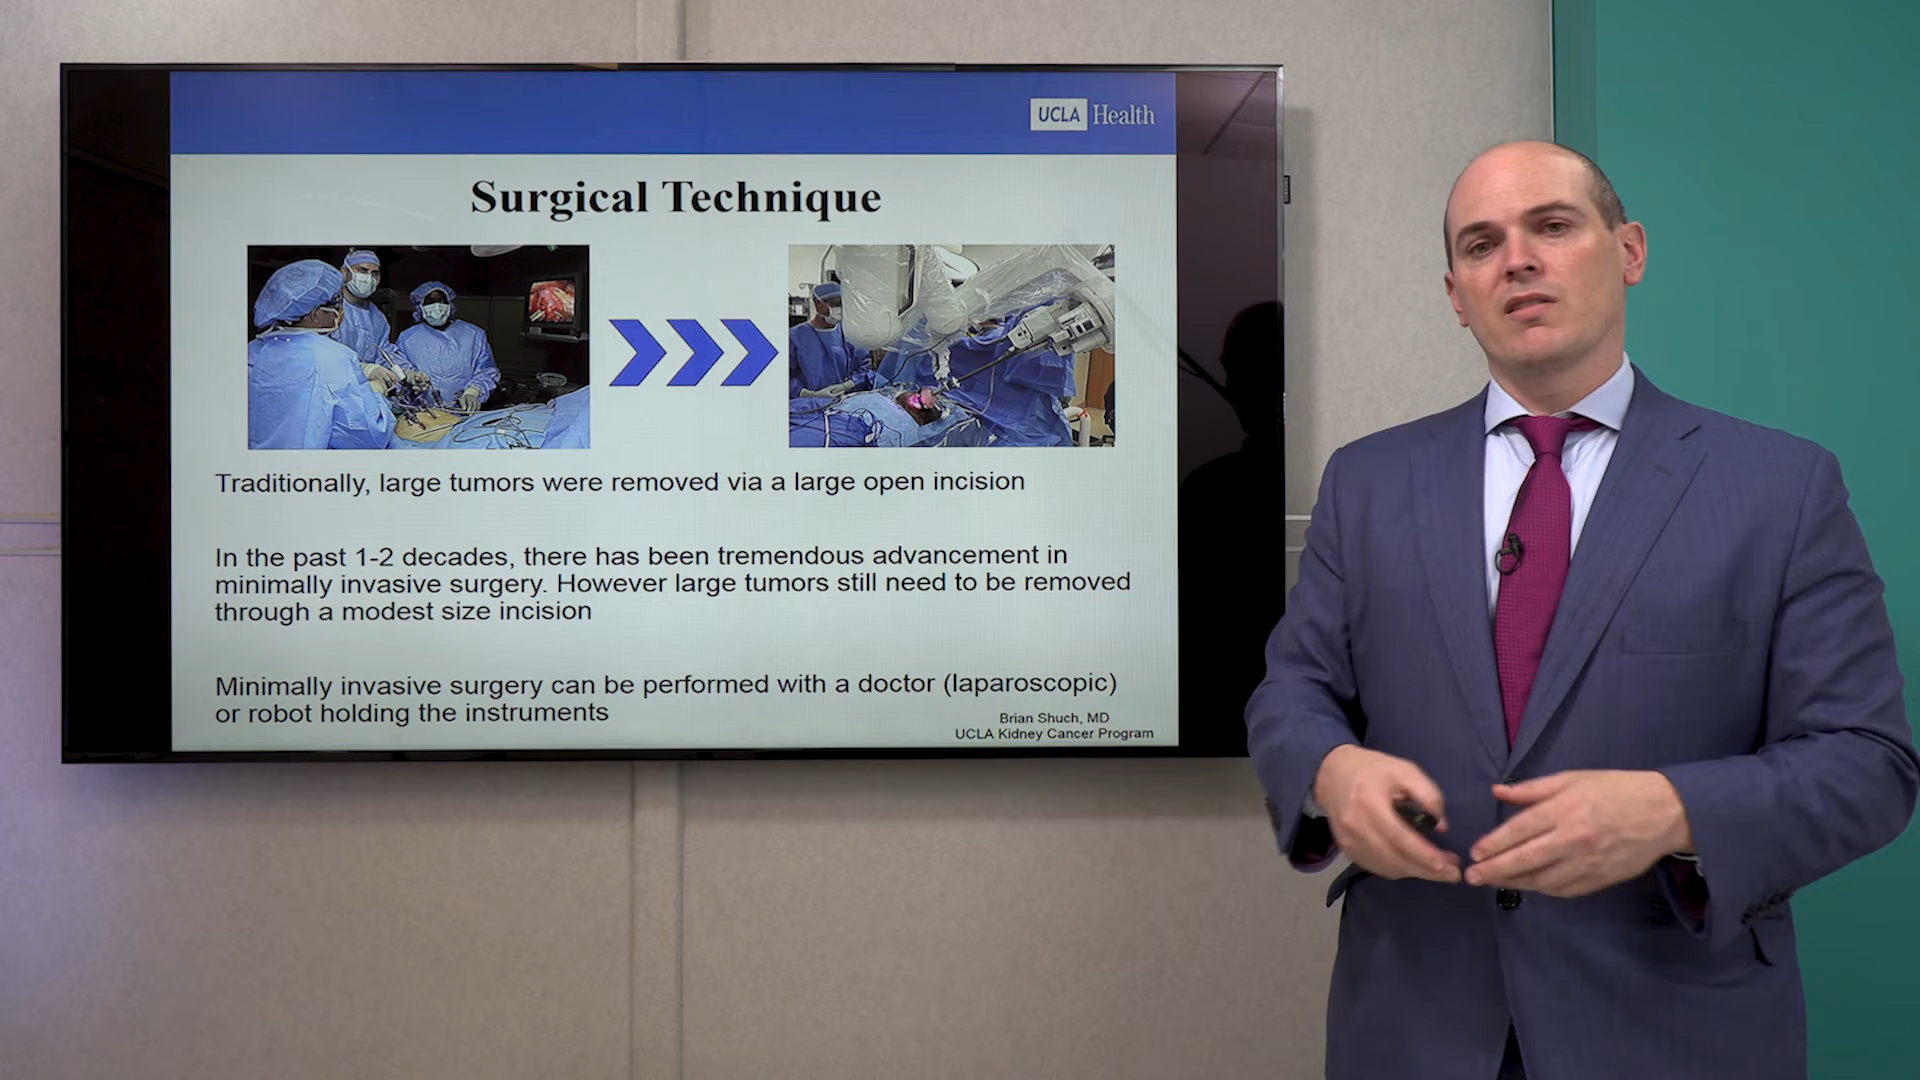 UCLA Health
Surgical Technique
Traditionally, large tumors were removed via a large open incision
In the past 1-2 decades, there has been tremendous advancement in
minimally invasive surgery. However large tumors still need to be removed
through a modest size incision
Minimally invasive surgery can be performed with a doctor (laparoscopic)
or robot holding the instruments
Brian Shuch, MD
UCLA Kidney Cancer Program